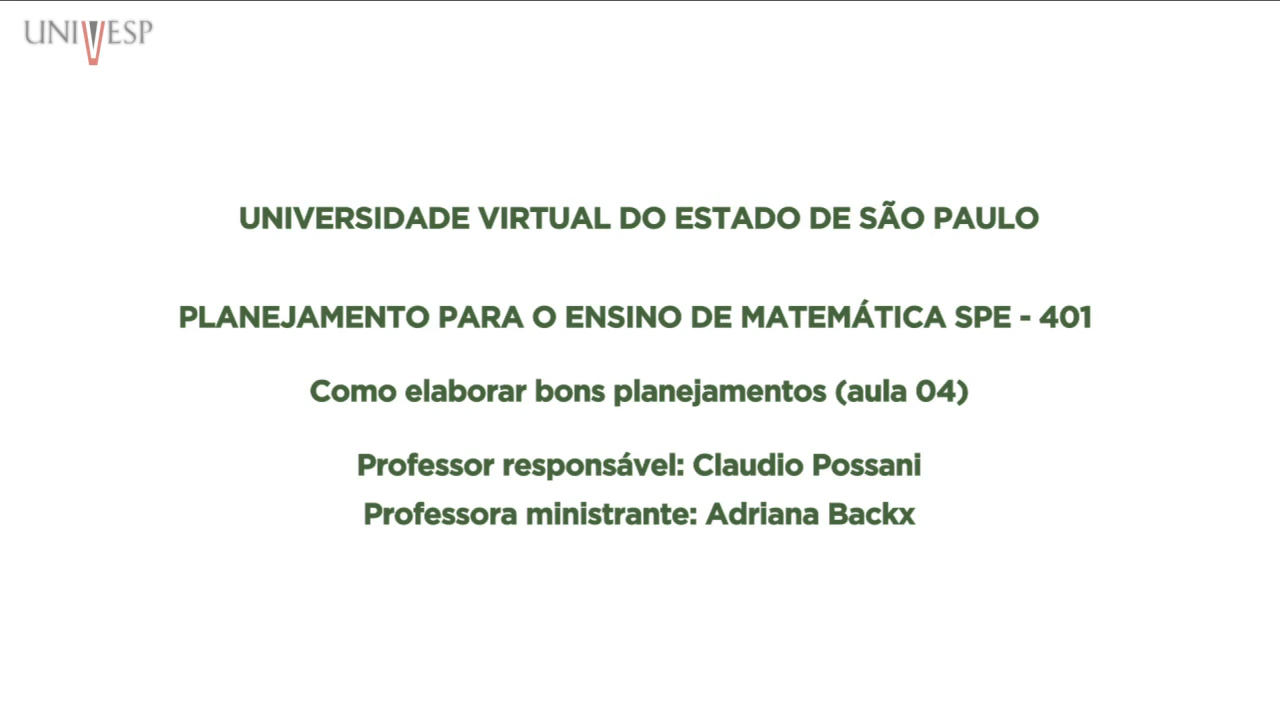 UNIVESP
UNIVERSIDADE VIRTUAL DO ESTADO DE SÃO PAULO
PLANEJAMENTO PARA O ENSINO DE MATEMÁTICA SPE - 401
Como elaborar bons planejamentos (aula 04)
Professor responsável: Claudio Possani
Professora ministrante: Adriana Backx